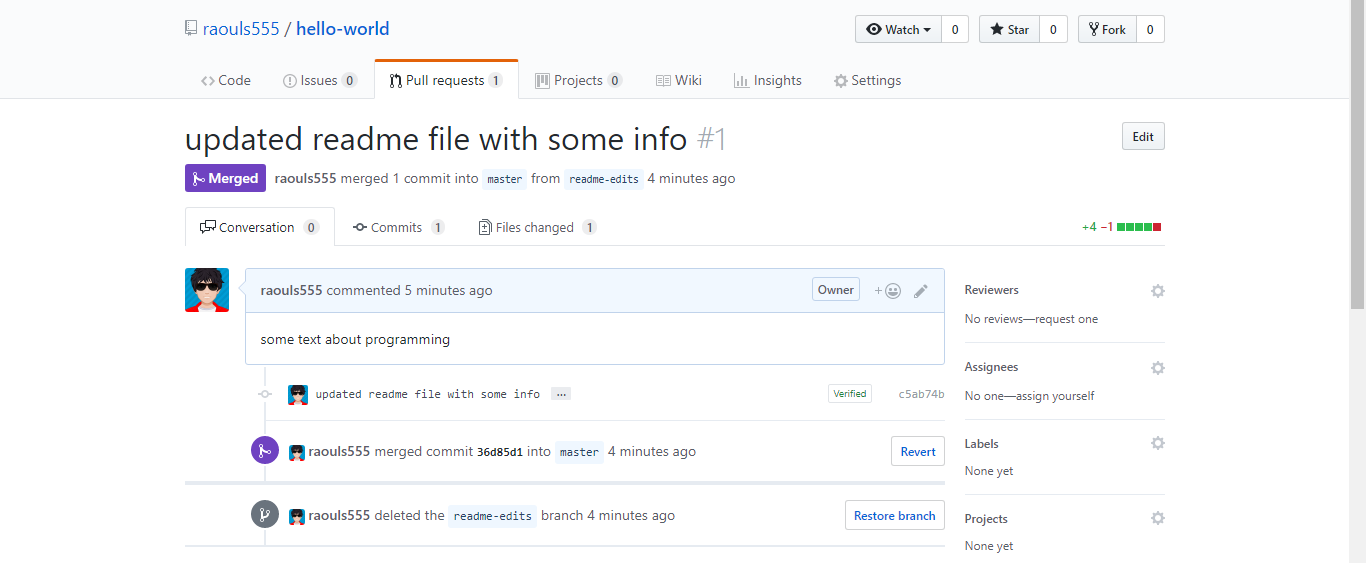 raouls555 / hello-world
Watch 0 Star 0 Fork 0
Code Issues 0 Pull requests 1 Projects 0 Wiki Insights Settings
updated readme file with some info #1
Edit
Merged raouls555 merged 1 commit into master from readme-edits 4 minutes ago
Conversation 0 Commits 1 Files changed 1 +4 −1
raouls555 commented 5 minutes ago Owner +
some text about programming
updated readme file with some info … Verified c5ab74b
raouls555 merged commit 36d85d1 into master 4 minutes ago Revert
raouls555 deleted the readme-edits branch 4 minutes ago Restore branch
Reviewers
No reviews—request one
Assignees
No one—assign yourself
Labels
None yet
Projects
None yet